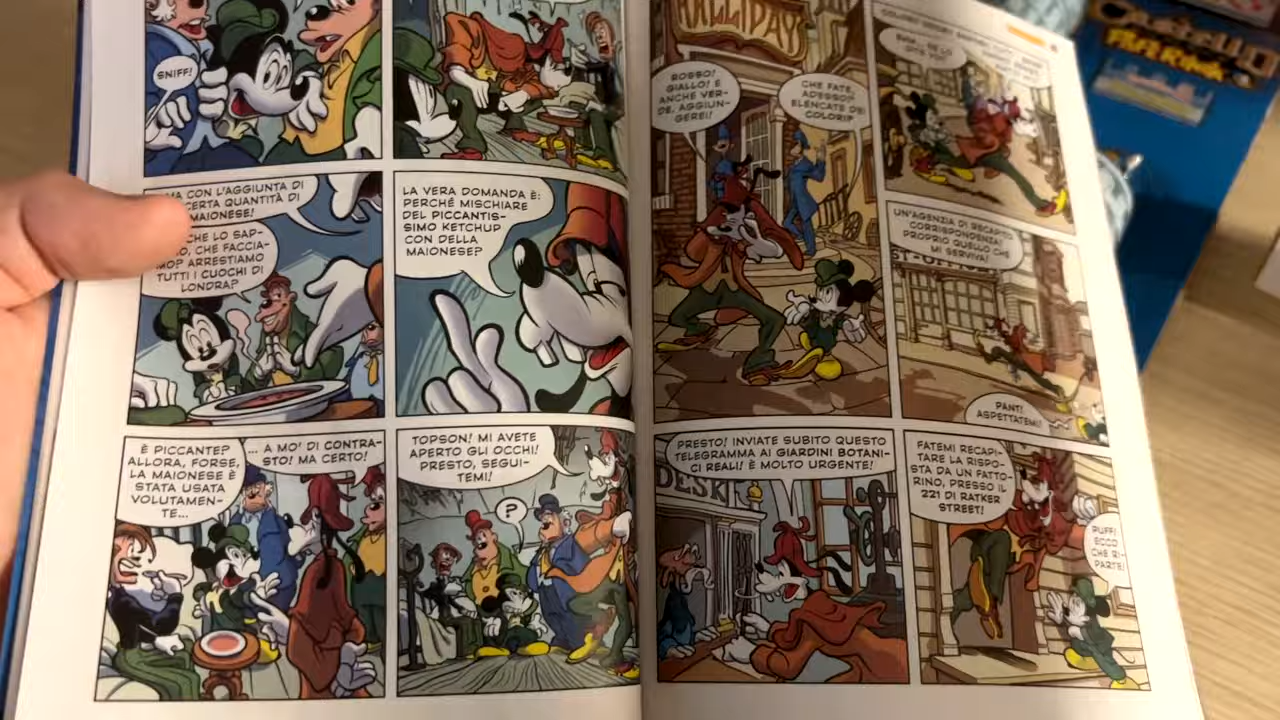 SNIFF!
MA CON L'AGGIUNTA DI
CERTA QUANTITÀ DI
MAIONESE!
CHE LO SAP-
CHE FACCIA-
MO? ARRESTIAMO
TUTTI I CUOCHI DI
LONDRA?
LA VERA DOMANDA È:
PERCHÉ MISCHIARE
DEL PICCANTIS-
SIMO KETCHUP
CON DELLA
MAIONESE?
È PICCANTE?
ALLORA, FORSE,
LA MAIONESE È
STATA USATA
VOLUTAMEN-
TE...
... A MO' DI CONTRA-
STO! MA CERTO!
TOPSON! MI AVETE
APERTO GLI OCCHI!
PRESTO, SEGUI-
TEMI!
?
HALLIDAY
ROSSO!
GIALLO! E
ANCHE VER-
DE, AGGIUN-
GEREI!
CHE FATE,
ADESSO?
ELENCATE DEI
COLORI?
UN'AGENZIA DI RECAPITO
CORRISPONDENZA!
PROPRIO QUELLO CHE
MI SERVIVA!
ST-OFFICE
PANT!
ASPETTATEMI!
PRESTO! INVIATE SUBITO QUESTO
TELEGRAMMA AI GIARDINI BOTANI-
CI REALI! È MOLTO URGENTE!
DESK
FATEMI RECAPI-
TARE LA RISPO-
STA DA UN FATTO-
RINO, PRESSO IL
221 DI RATKER
STREET!
PUFF!
ECCO
CHE RI-
PARTE!